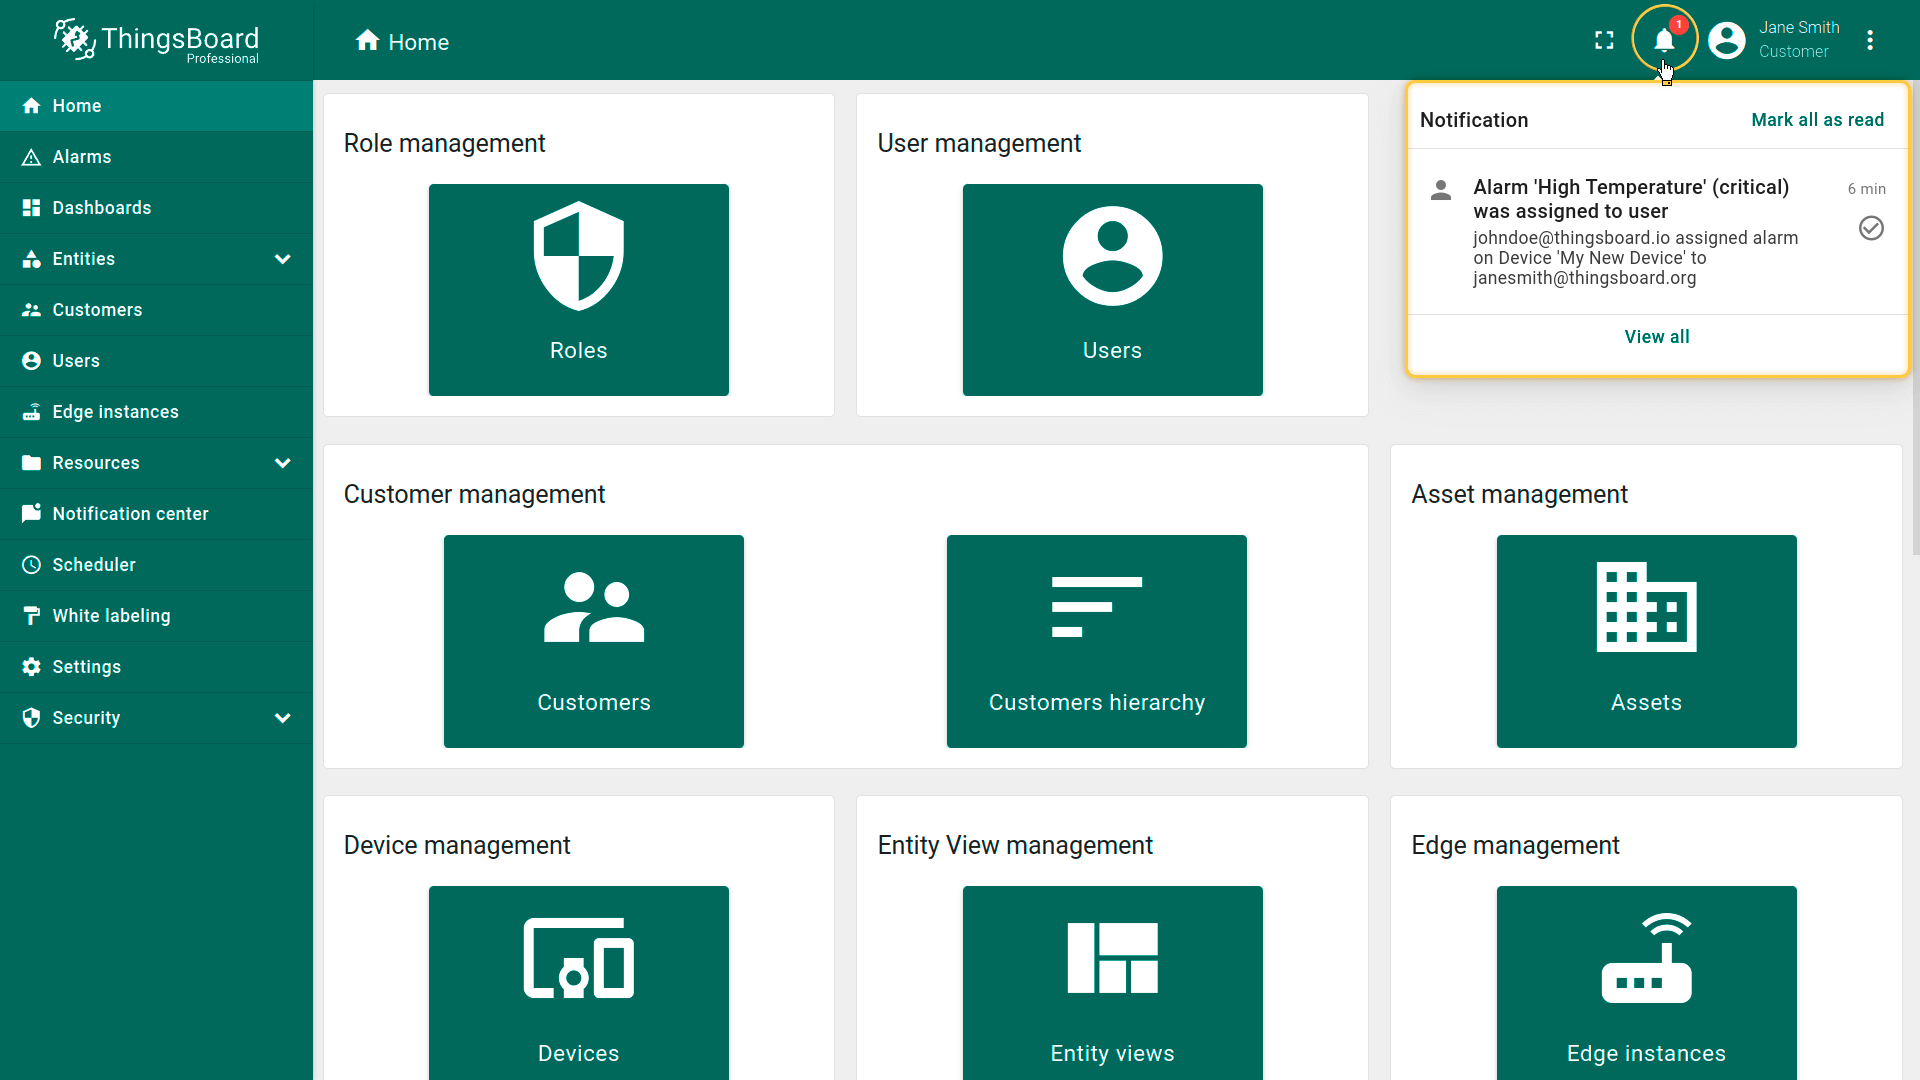 ThingsBoard
Professional
Home
1
Jane Smith
Customer
Home
Alarms
Dashboards
Entities
Customers
Users
Edge instances
Resources
Notification center
Scheduler
White labeling
Settings
Security
Role management
Roles
User management
Users
Notification
Mark all as read
Alarm 'High Temperature' (critical)
was assigned to user
6 min
johndoe@thingsboard.io assigned alarm
on Device 'My New Device' to
janesmith@thingsboard.org
View all
Customer management
Customers
Customers hierarchy
Asset management
Assets
Device management
Devices
Entity View management
Entity views
Edge management
Edge instances